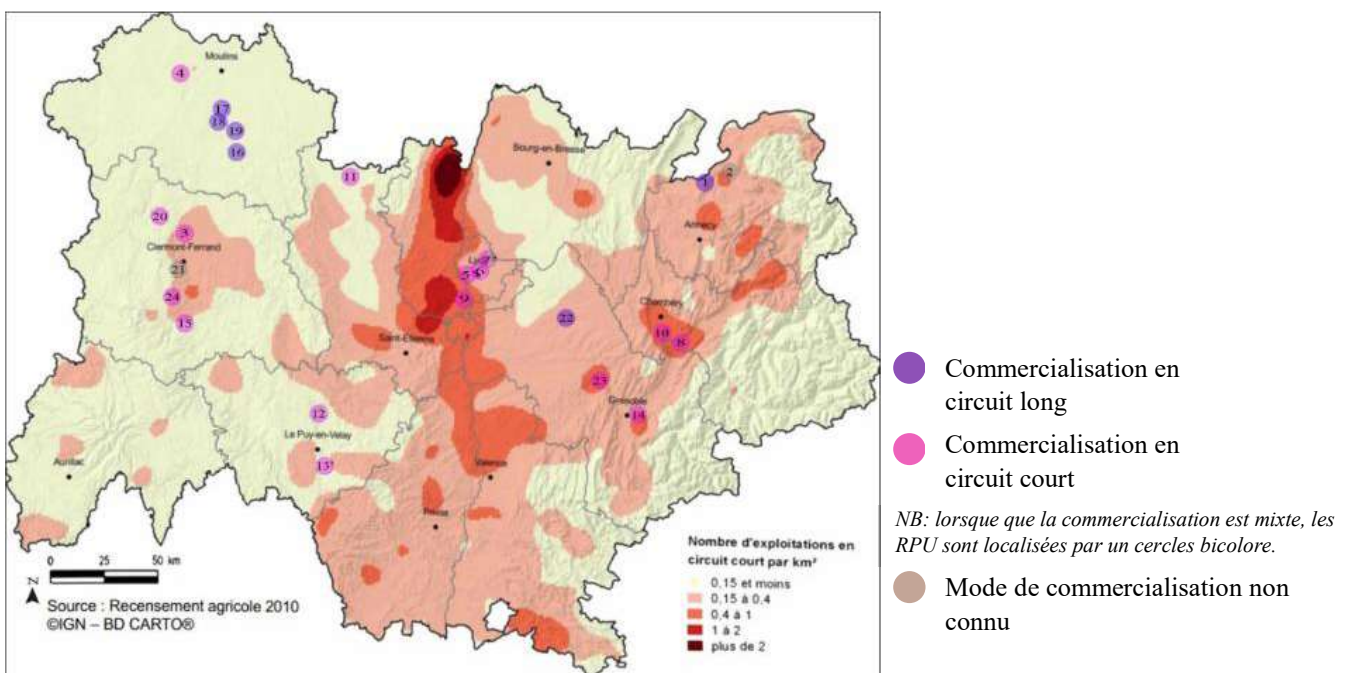 Moulins
4
17
18
19
16
Bourg-en-Bresse
11
1
2
20
3
Clermont-Ferrand
Annecy
24
15
5
9
22
Chambéry
10
8
Saint-Etienne
23
Grenoble
14
12
Le Puy-en-Velay
13
Aurillac
Valence
Privas
0 25 50 km
N
Source : Recensement agricole 2010
©IGN – BD CARTO®
Nombre d'exploitations en
circuit court par km²
0,15 et moins
0,15 à 0,4
0,4 à 1
1 à 2
plus de 2
Commercialisation en
circuit long
Commercialisation en
circuit court
NB: lorsque que la commercialisation est mixte, les
RPU sont localisées par un cercles bicolore.
Mode de commercialisation non
connu